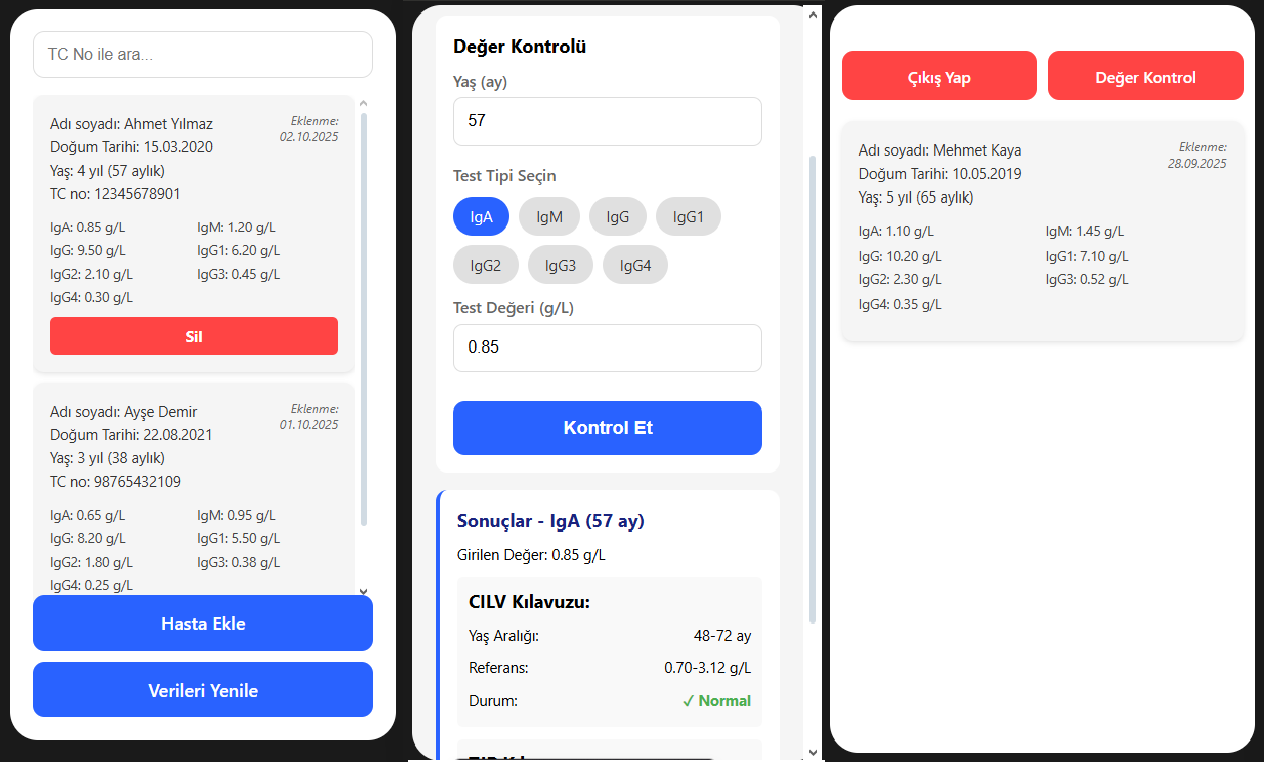 TC No ile ara...
Adı soyadı: Ahmet Yılmaz
Eklenme:
02.10.2025
Doğum Tarihi: 15.03.2020
Yaş: 4 yıl (57 aylık)
TC no: 12345678901
IgA: 0.85 g/L IgM: 1.20 g/L
IgG: 9.50 g/L IgG1: 6.20 g/L
IgG2: 2.10 g/L IgG3: 0.45 g/L
IgG4: 0.30 g/L
Sil
Adı soyadı: Ayşe Demir
Eklenme:
01.10.2025
Doğum Tarihi: 22.08.2021
Yaş: 3 yıl (38 aylık)
TC no: 98765432109
IgA: 0.65 g/L IgM: 0.95 g/L
IgG: 8.20 g/L IgG1: 5.50 g/L
IgG2: 1.80 g/L IgG3: 0.38 g/L
IgG4: 0.25 g/L
Hasta Ekle
Verileri Yenile
Değer Kontrolü
Yaş (ay)
57
Test Tipi Seçin
IgA IgM IgG IgG1
IgG2 IgG3 IgG4
Test Değeri (g/L)
0.85
Kontrol Et
Sonuçlar - IgA (57 ay)
Girilen Değer: 0.85 g/L
CILV Kılavuzu:
Yaş Aralığı: 48-72 ay
Referans: 0.70-3.12 g/L
Durum: ✓ Normal
Çıkış Yap Değer Kontrol
Adı soyadı: Mehmet Kaya
Eklenme:
28.09.2025
Doğum Tarihi: 10.05.2019
Yaş: 5 yıl (65 aylık)
IgA: 1.10 g/L IgM: 1.45 g/L
IgG: 10.20 g/L IgG1: 7.10 g/L
IgG2: 2.30 g/L IgG3: 0.52 g/L
IgG4: 0.35 g/L